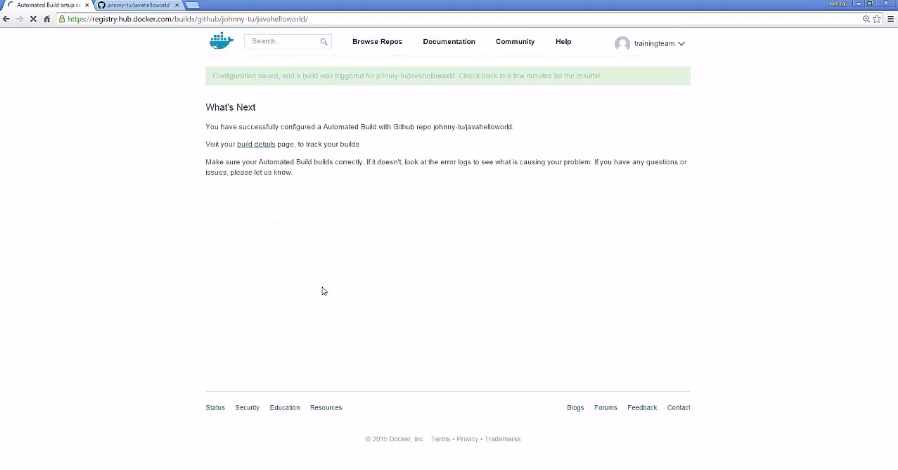 Automated Build setup c
johnny-tu/javahelloworld
https://registry.hub.docker.com/builds/github/johnny-tu/jevahelloworld/
Search...
Browse Repos
Documentation
Community
Help
trainingteam
Configuration saved, and a build was triggered for johnny-tu/javahelloworld. Check back in a few minutes for the results!
What's Next
You have successfully configured a Automated Build with Github repo johnny-tu/javahelloworld.
Visit your build details page, to track your builds
Make sure your Automated Build builds correctly. If it doesn't, look at the error logs to see what is causing your problem. If you have any questions or
issues, please let us know.
Status Security Education Resources
Blogs Forums Feedback Contact
© 2015 Docker, Inc. Terms · Privacy · Trademarks